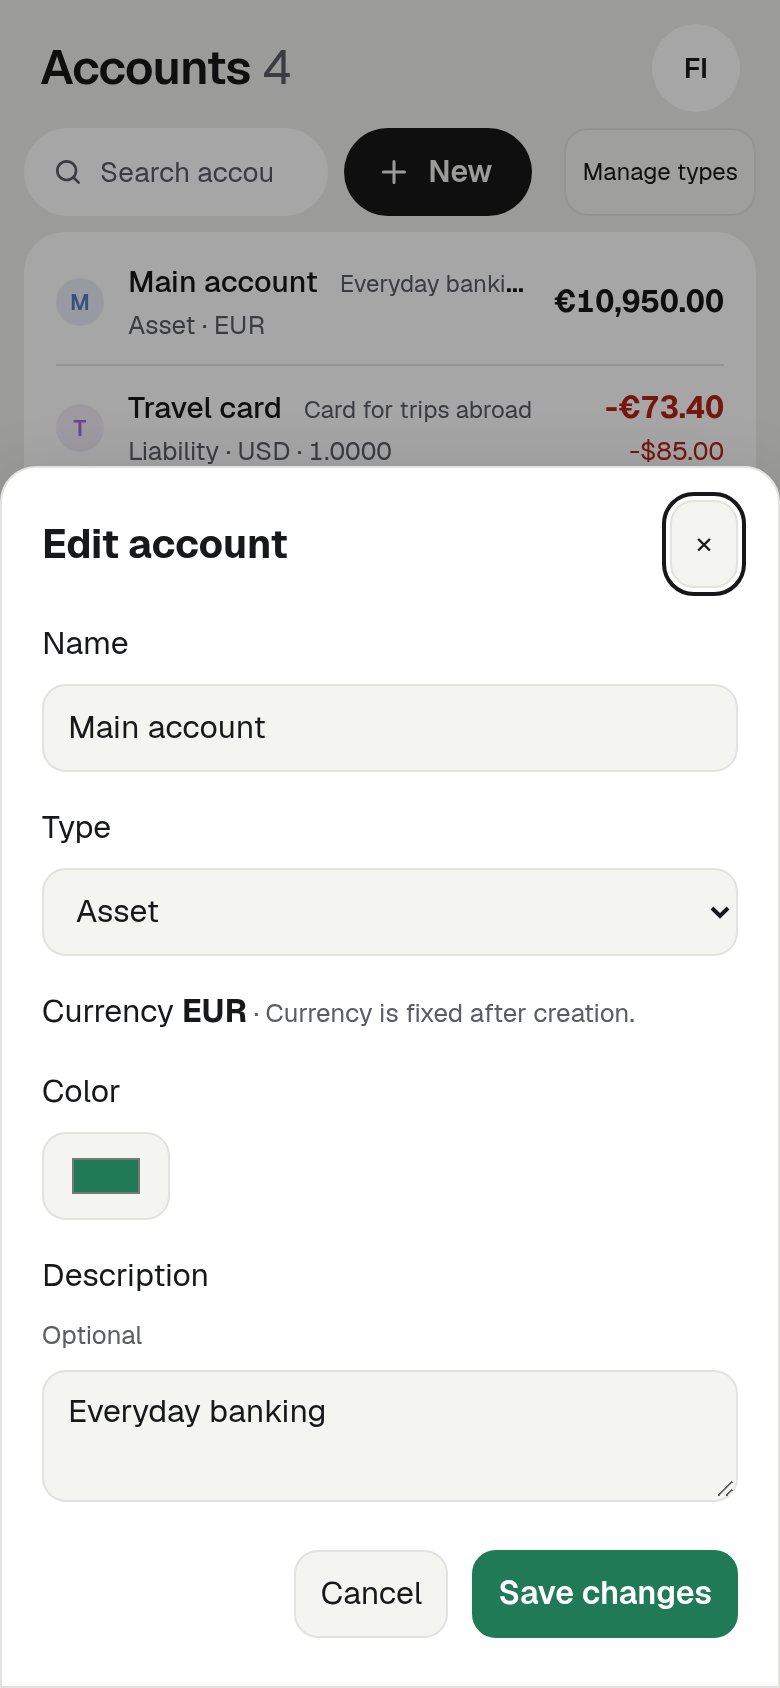 Accounts 4
FI
Search accou
New
Manage types
M
Main account Everyday banki...
€10,950.00
Asset · EUR
T
Travel card Card for trips abroad
-€73.40
Liability · USD · 1.0000
-$85.00
Edit account
×
Name
Main account
Type
Asset
Currency EUR · Currency is fixed after creation.
Color
Description
Optional
Everyday banking
Cancel
Save changes